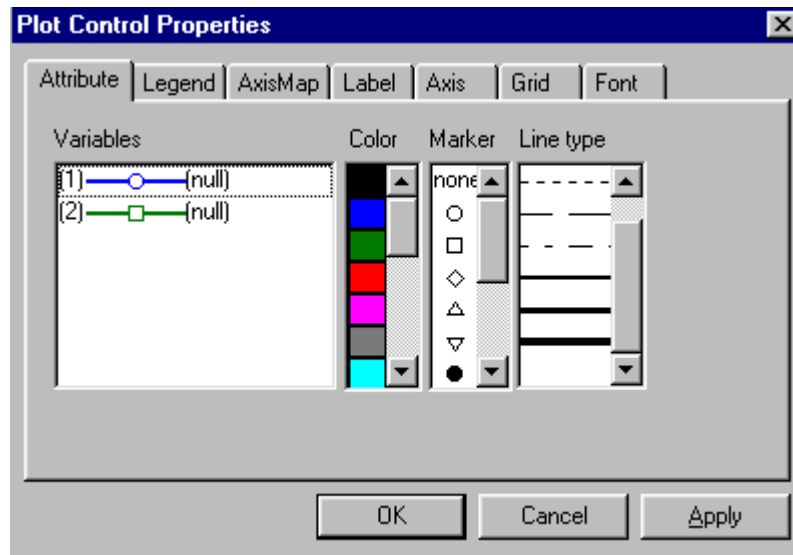 Plot Control Properties
Attribute Legend AxisMap Label Axis Grid Font
Variables Color Marker Line type
(1) (null)
(2) (null)
none
OK Cancel Apply